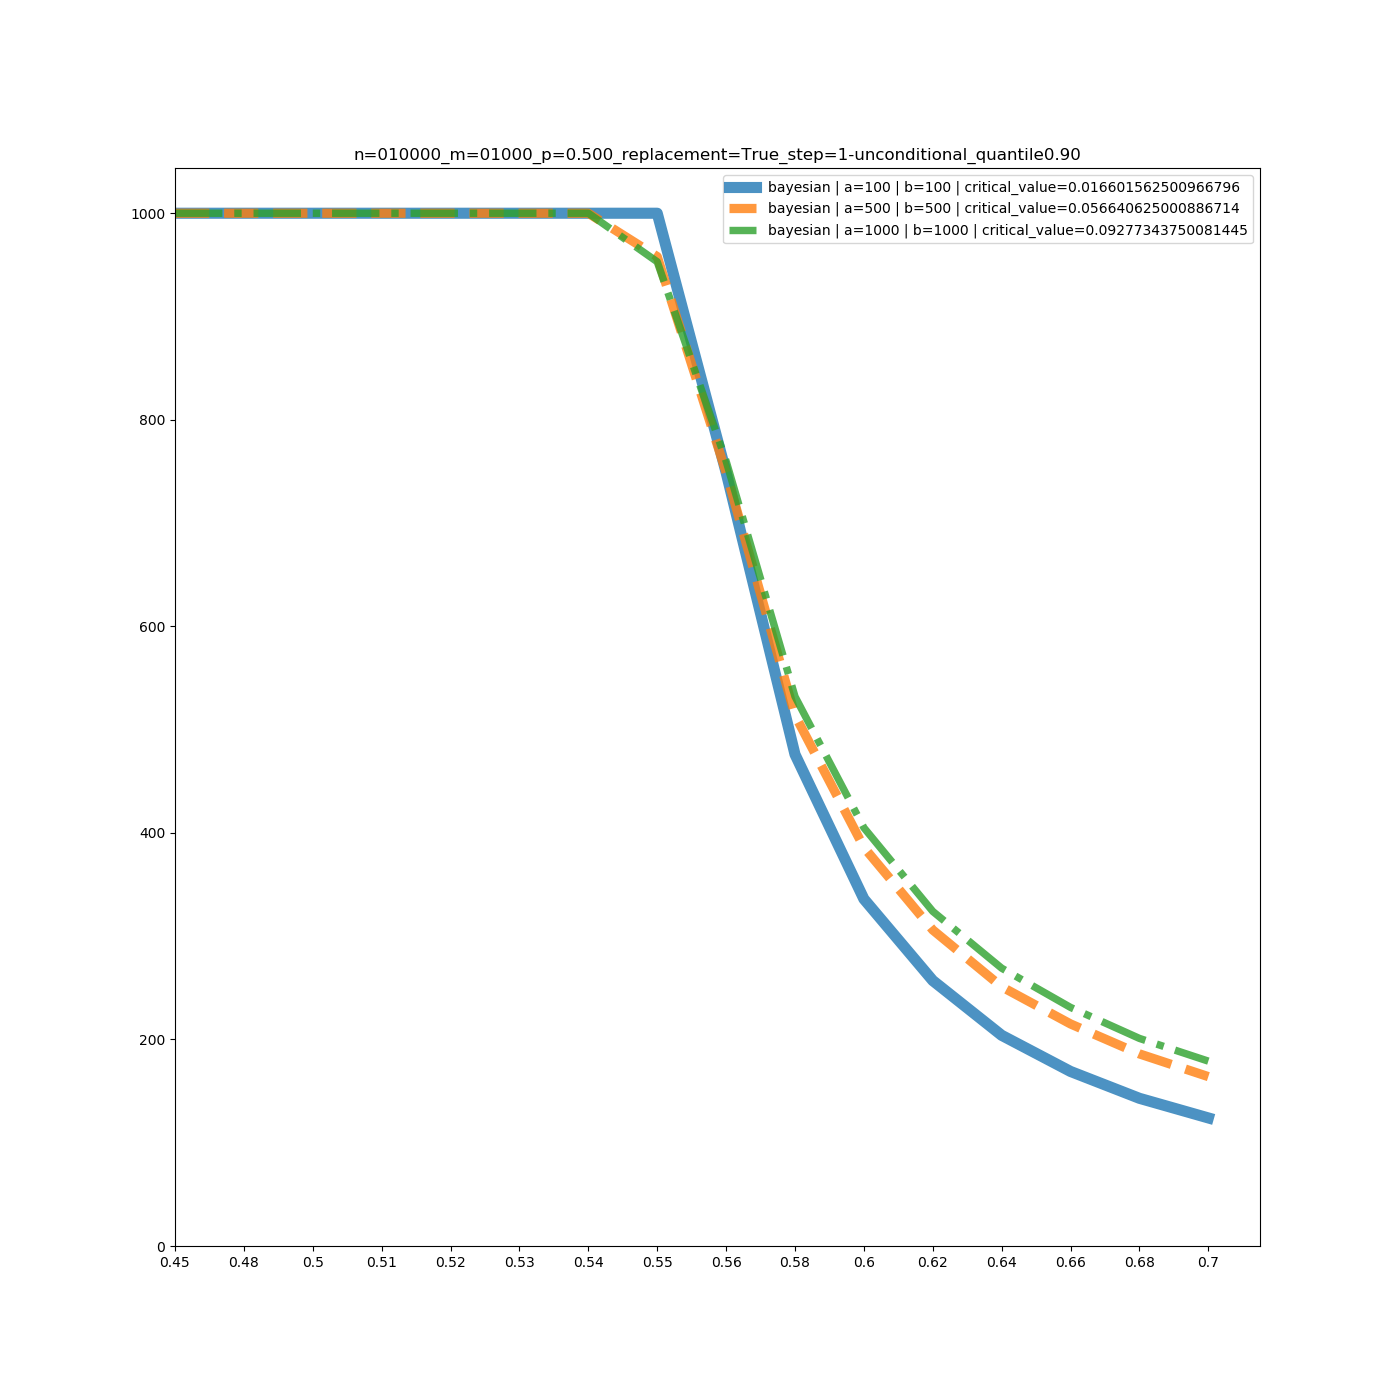 n=010000_m=01000_p=0.500_replacement=True_step=1-unconditional_quantile0.90
bayesian | a=100 | b=100 | critical_value=0.016601562500966796
bayesian | a=500 | b=500 | critical_value=0.056640625000886714
bayesian | a=1000 | b=1000 | critical_value=0.09277343750081445
1000
800
600
400
200
0
0.45 0.48 0.5 0.51 0.52 0.53 0.54 0.55 0.56 0.58 0.6 0.62 0.64 0.66 0.68 0.7